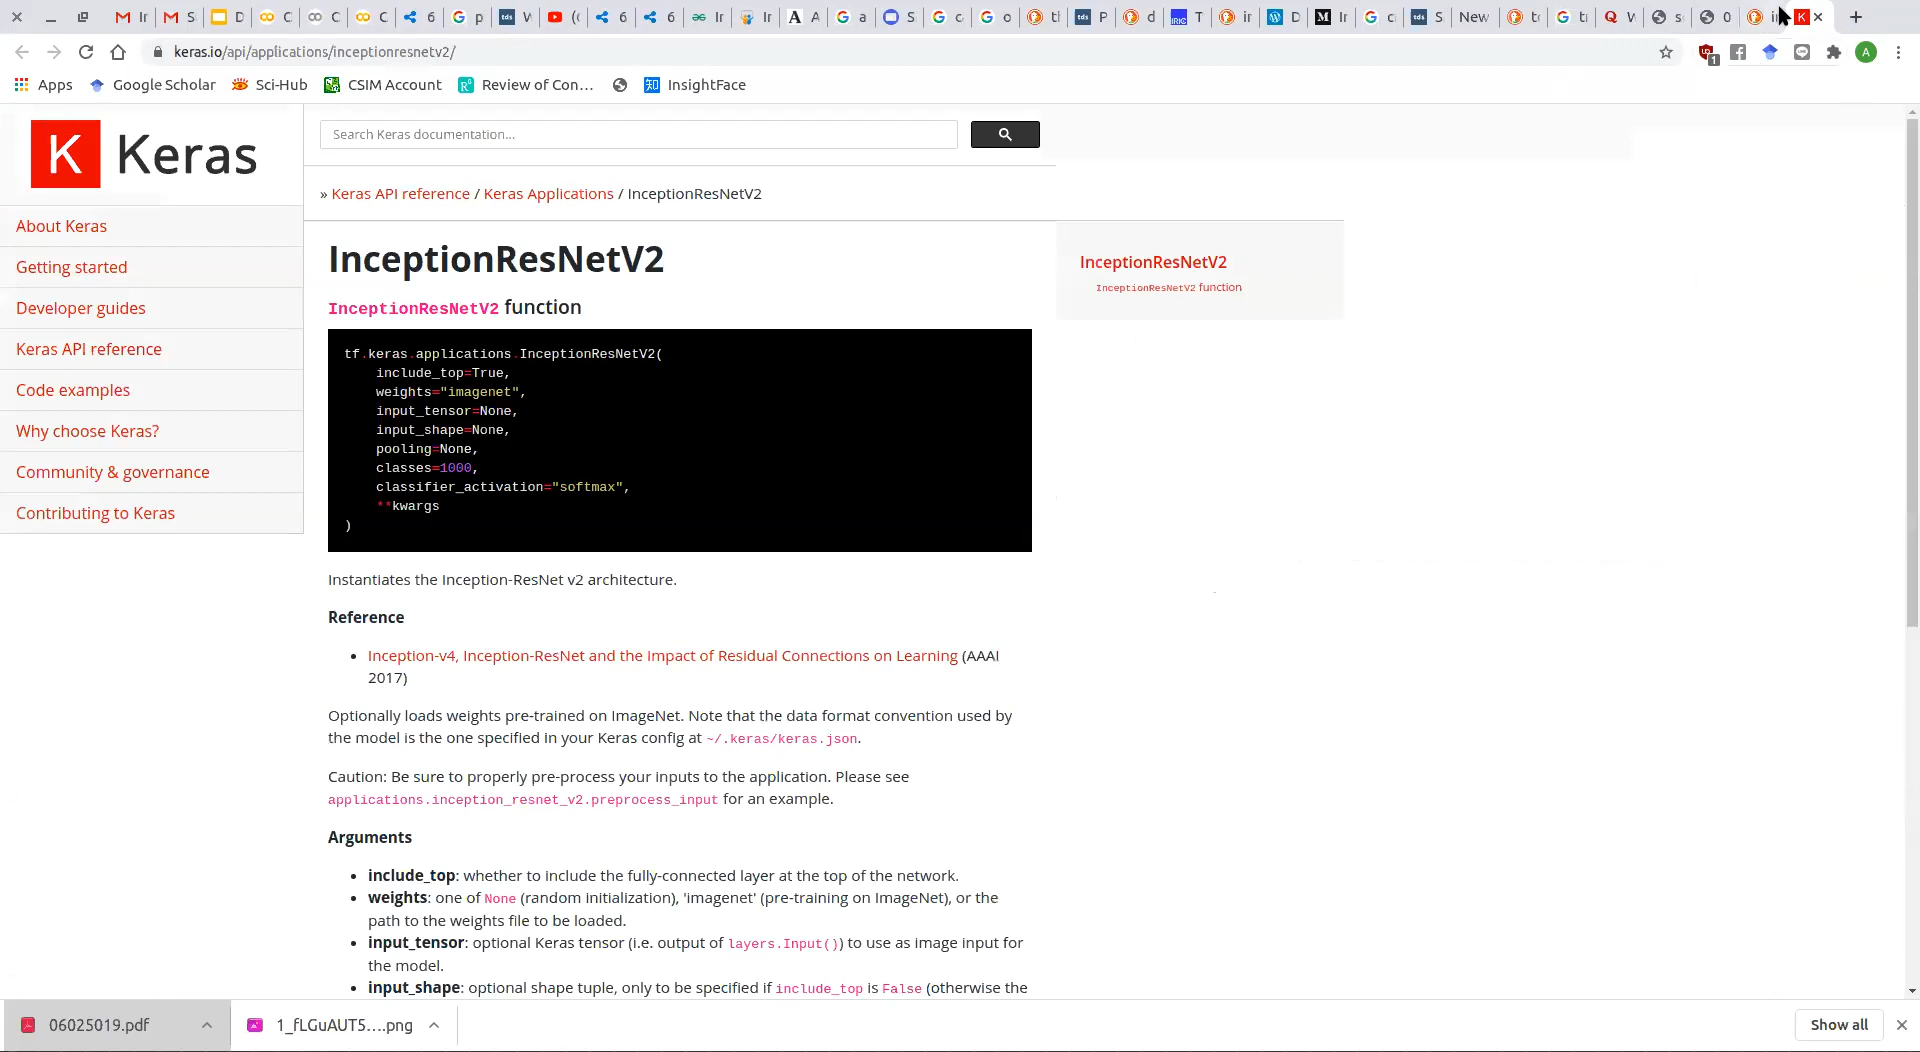 keras.io/api/applications/inceptionresnetv2/
Apps Google Scholar Sci-Hub CSIM Account Review of Con... InsightFace
K Keras
Search Keras documentation...
» Keras API reference / Keras Applications / InceptionResNetV2
About Keras
Getting started
Developer guides
Keras API reference
Code examples
Why choose Keras?
Community & governance
Contributing to Keras
InceptionResNetV2
InceptionResNetV2 function
tf.keras.applications.InceptionResNetV2(
    include_top=True,
    weights="imagenet",
    input_tensor=None,
    input_shape=None,
    pooling=None,
    classes=1000,
    classifier_activation="softmax",
    **kwargs
)
Instantiates the Inception-ResNet v2 architecture.
Reference
• Inception-v4, Inception-ResNet and the Impact of Residual Connections on Learning (AAAI
2017)
Optionally loads weights pre-trained on ImageNet. Note that the data format convention used by
the model is the one specified in your Keras config at ~/.keras/keras.json.
Caution: Be sure to properly pre-process your inputs to the application. Please see
applications.inception_resnet_v2.preprocess_input for an example.
Arguments
• include_top: whether to include the fully-connected layer at the top of the network.
• weights: one of None (random initialization), 'imagenet' (pre-training on ImageNet), or the
path to the weights file to be loaded.
• input_tensor: optional Keras tensor (i.e. output of layers.Input()) to use as image input for
the model.
• input_shape: optional shape tuple, only to be specified if include_top is False (otherwise the
InceptionResNetV2
InceptionResNetV2 function
06025019.pdf
1_fLGuAUT5....png
Show all